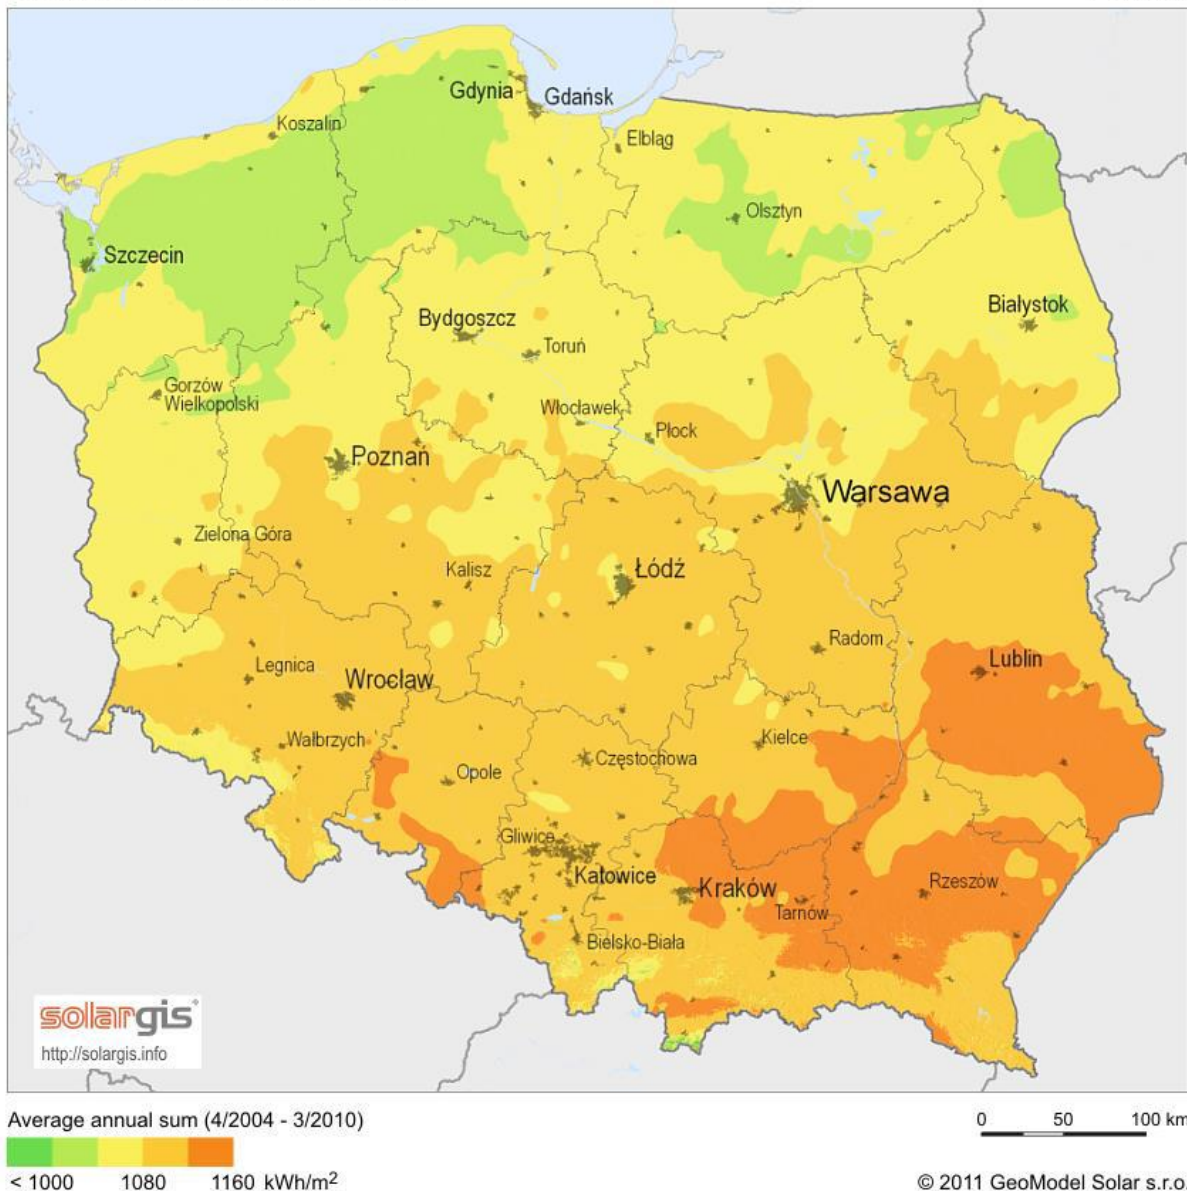 Gdynia
Gdańsk
Koszalin
Elbląg
Olsztyn
Szczecin
Białystok
Bydgoszcz
Toruń
Gorzów
Wielkopolski
Włocławek
Płock
Poznań
Warsawa
Zielona Góra
Kalisz
Łódź
Radom
Legnica
Lublin
Wrocław
Wałbrzych
Kielce
Częstochowa
Opole
Gliwice
Katowice
Kraków
Rzeszów
Tarnów
Bielsko-Biała
solargis
http://solargis.info
Average annual sum (4/2004 - 3/2010)
0 50 100 km
< 1000 1080 1160 kWh/m²
© 2011 GeoModel Solar s.r.o.